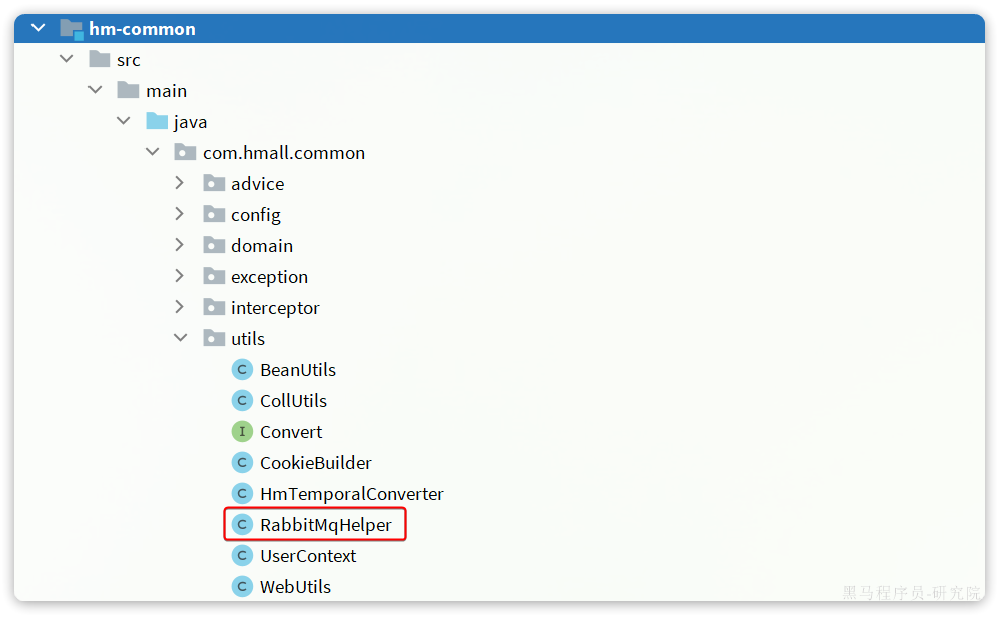 hm-common
src
main
java
com.hmall.common
advice
config
domain
exception
interceptor
utils
C BeanUtils
C CollUtils
I Convert
C CookieBuilder
C HmTemporalConverter
C RabbitMqHelper
C UserContext
C WebUtils
黑马程序员-研究院